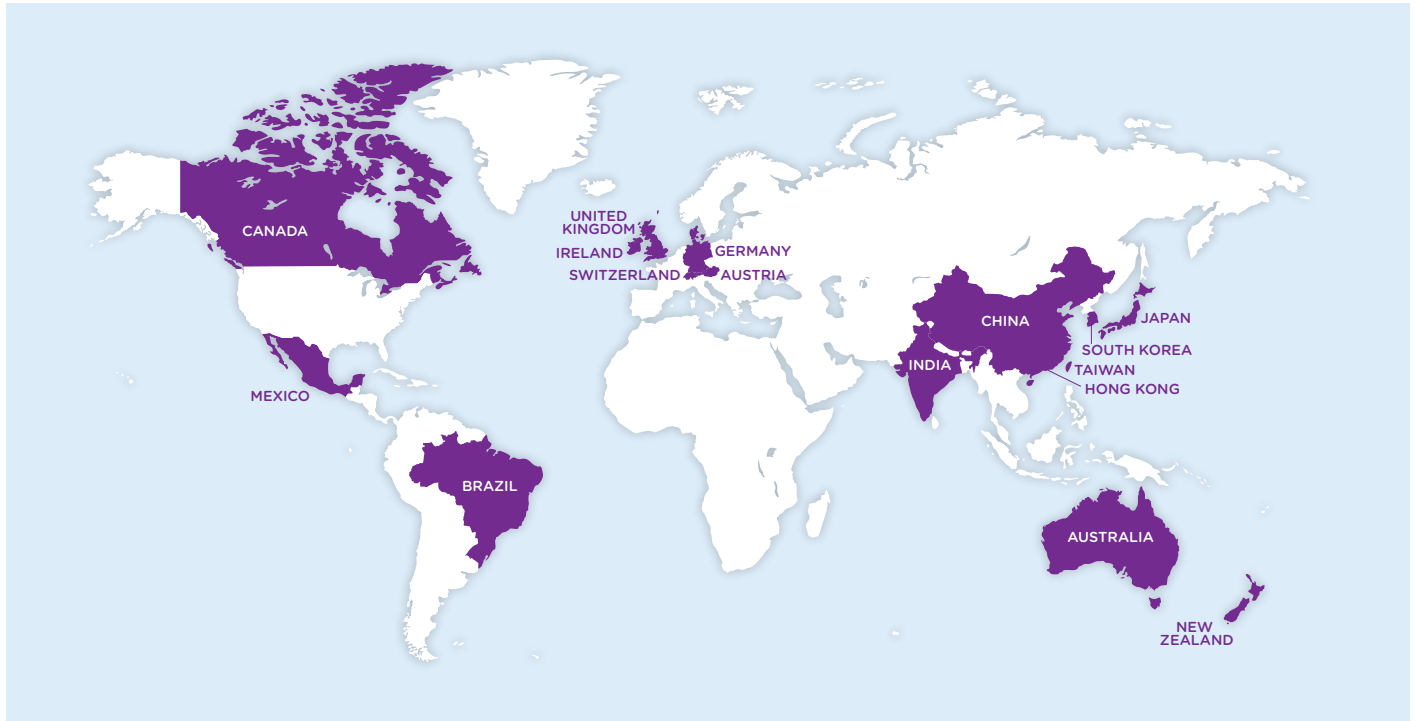 CANADA
UNITED
KINGDOM
IRELAND
GERMANY
SWITZERLAND
AUSTRIA
CHINA
JAPAN
SOUTH KOREA
INDIA
TAIWAN
HONG KONG
MEXICO
BRAZIL
AUSTRALIA
NEW
ZEALAND